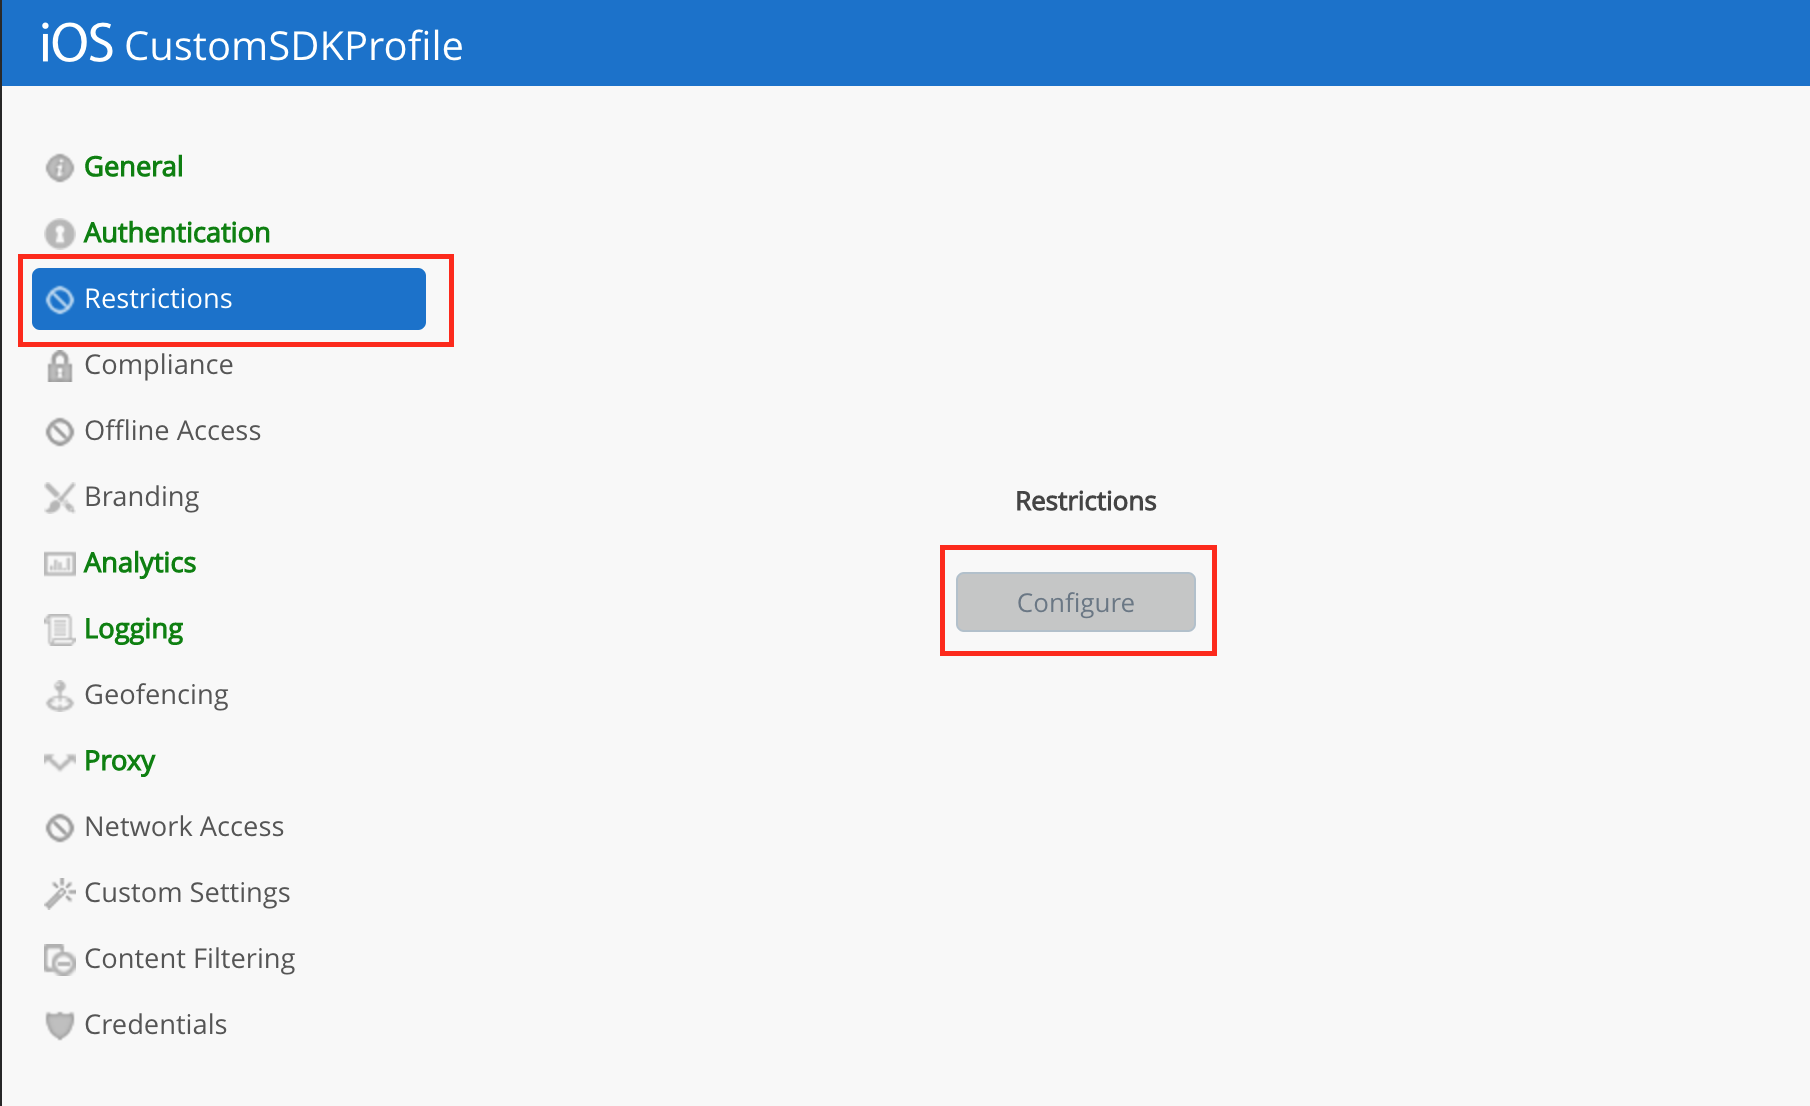 iOS CustomSDKProfile
General
Authentication
Restrictions
Compliance
Offline Access
Branding
Analytics
Logging
Geofencing
Proxy
Network Access
Custom Settings
Content Filtering
Credentials
Restrictions
Configure